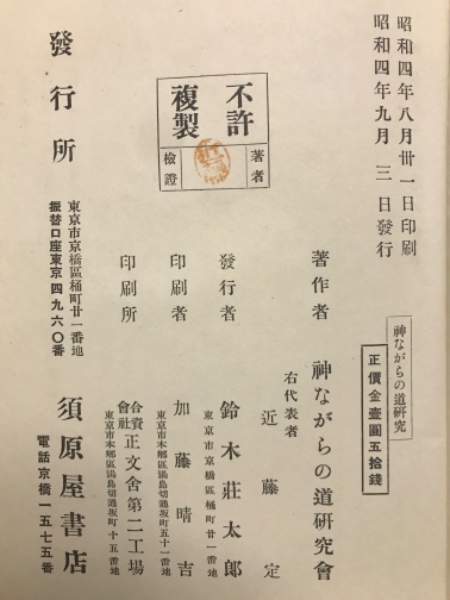 昭和四年八月卅一日印刷
昭和四年九月三日發行
神ながらの道研究
正價金壹圓五拾錢
不許
複製
著者
檢證
著作者
神ながらの道研究會
右代表者
近藤定
發行者
東京市京橋區桶町廿一番地
鈴木莊太郎
印刷者
東京市本鄉區湯島切通坂町五十一番地
加藤晴吉
印刷所
東京市本鄉區湯島切通坂町十五番地
合資會社正文舍第二工場
發行所
東京市京橋區桶町廿一番地
振替口座東京四九六〇番
須原屋書店
電話京橋一五七五番